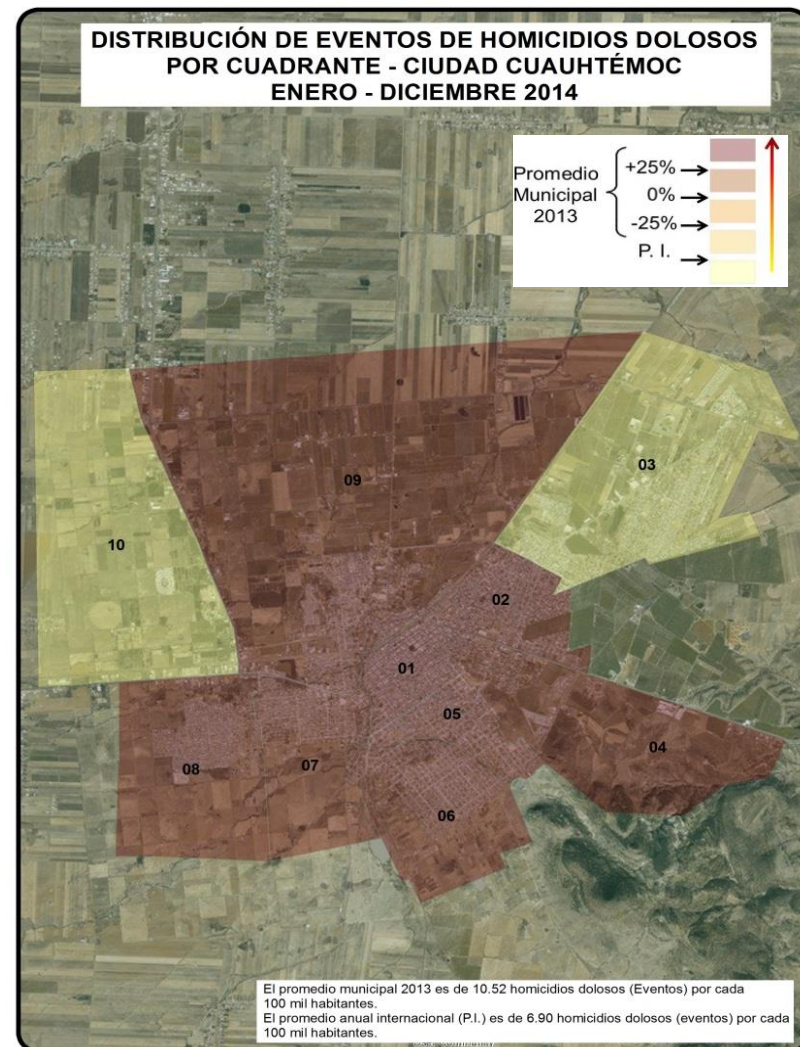 DISTRIBUCIÓN DE EVENTOS DE HOMICIDIOS DOLOSOS
POR CUADRANTE - CIUDAD CUAUHTÉMOC
ENERO - DICIEMBRE 2014
Promedio
Municipal
2013
+25%
0%
-25%
P. I.
03
09
10
02
01
05
04
08
07
06
El promedio municipal 2013 es de 10.52 homicidios dolosos (Eventos) por cada
100 mil habitantes.
El promedio anual internacional (P.I.) es de 6.90 homicidios dolosos (eventos) por cada
100 mil habitantes.